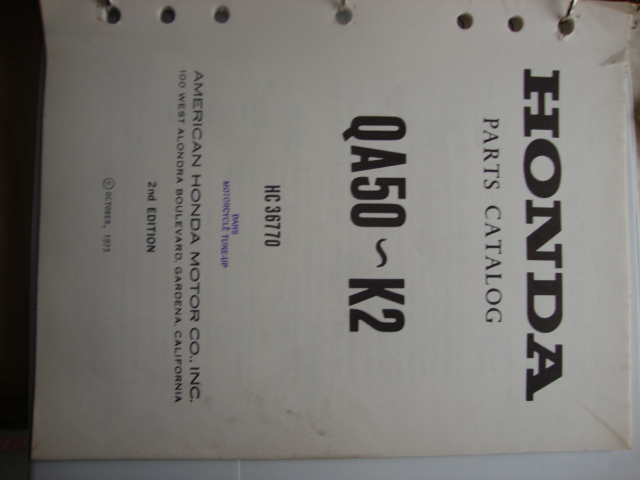 HONDA
PARTS CATALOG
QA50~K2
HC 36770
DAN'S
MOTORCYCLE TUNE-UP
AMERICAN HONDA MOTOR CO., INC.
100 WEST ALONDRA BOULEVARD, GARDENA, CALIFORNIA
2nd EDITION
© OCTOBER, 1973